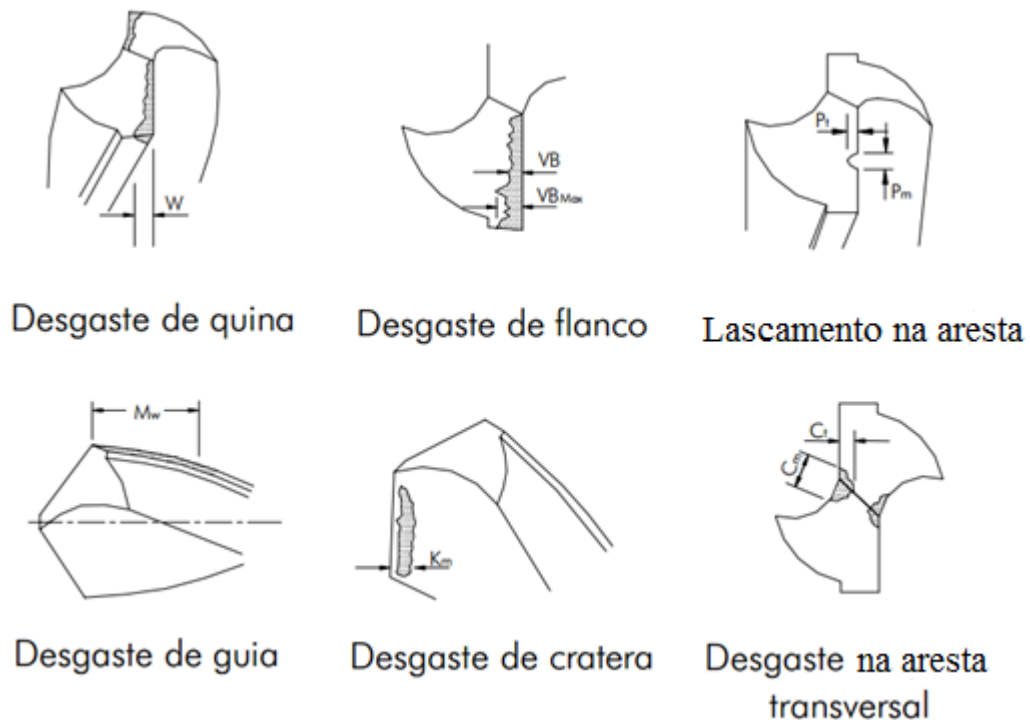 W
VB
VBMax
Pt
Pm
Desgaste de quina
Desgaste de flanco
Lascamento na aresta
Mw
Km
Ct
Cm
Desgaste de guia
Desgaste de cratera
Desgaste na aresta
transversal